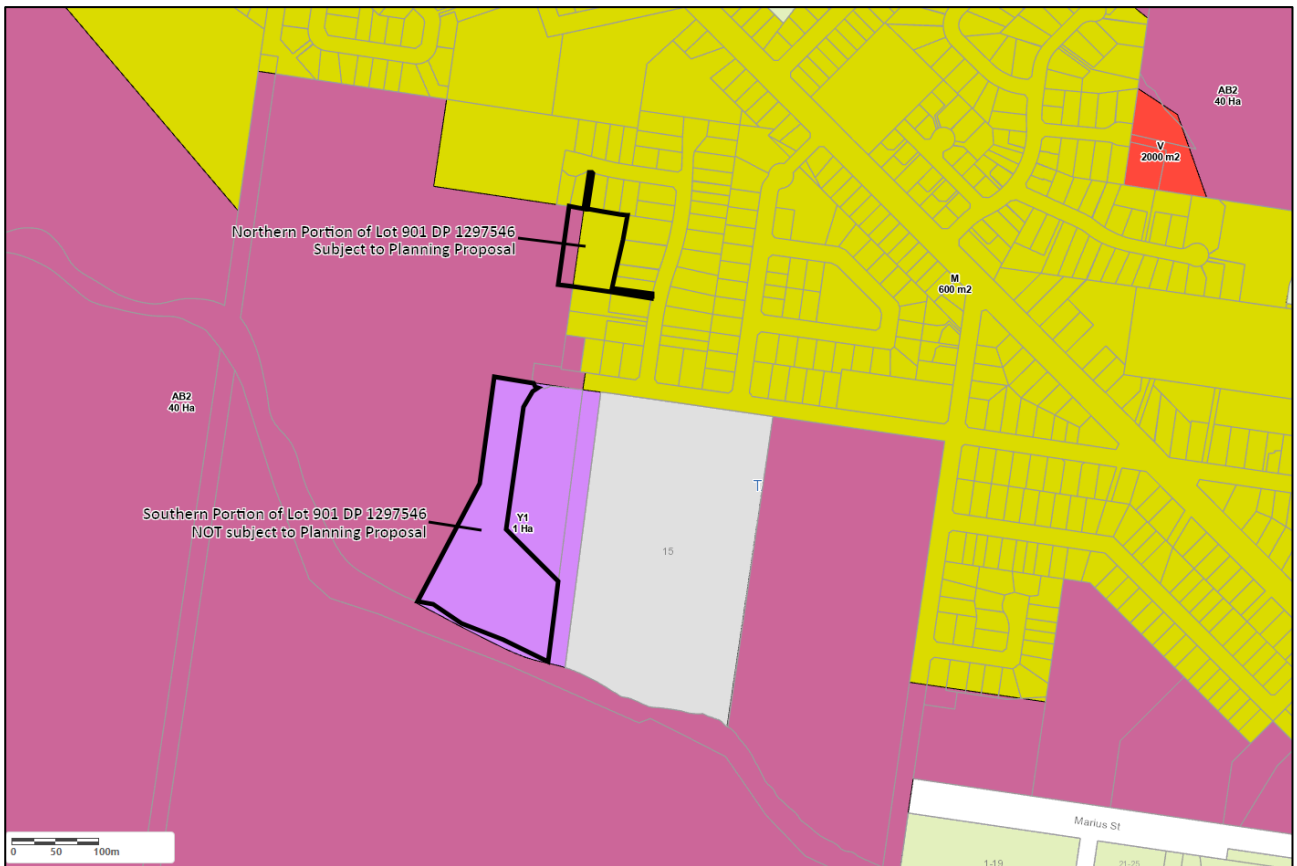 AB2
40 Ha
V
2000 m2
Northern Portion of Lot 901 DP 1297546
Subject to Planning Proposal
M
600 m2
AB2
40 Ha
T
Southern Portion of Lot 901 DP 1297546
NOT subject to Planning Proposal
Y1
1 Ha
15
Marius St
0 50 100m
1-19
21-25